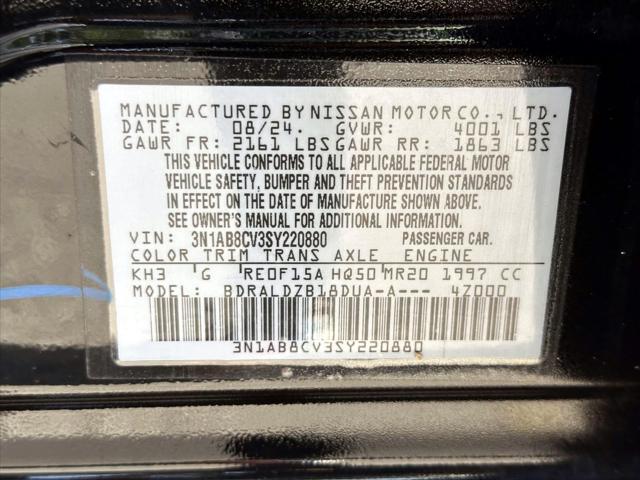 MANUFACTURED BY NISSAN MOTOR CO., LTD.
DATE: 08/24. GVWR: 4001 LBS
GAWR FR: 2161 LBS GAWR RR: 1863 LBS
THIS VEHICLE CONFORMS TO ALL APPLICABLE FEDERAL MOTOR
VEHICLE SAFETY, BUMPER AND THEFT PREVENTION STANDARDS
IN EFFECT ON THE DATE OF MANUFACTURE SHOWN ABOVE.
SEE OWNER'S MANUAL FOR ADDITIONAL INFORMATION.
VIN: 3N1AB8CV3SY220880 PASSENGER CAR.
COLOR TRIM TRANS AXLE ENGINE
KH3 G RE0F15A HQ50 MR20 1997 CC
MODEL: BDRALDZB18DUA-A--- 4Z000
3N1AB8CV3SY220880